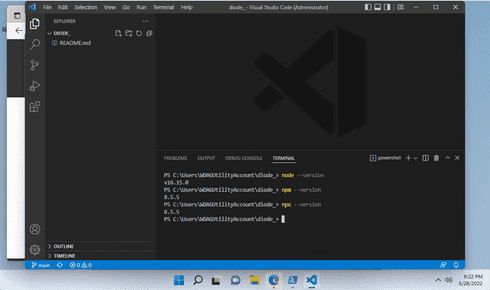 File Edit Selection View Go Run Terminal Help
diode_ - Visual Studio Code [Administrator]
EXPLORER
DIODE_
README.md
OUTLINE
TIMELINE
PROBLEMS OUTPUT DEBUG CONSOLE TERMINAL
powershell
PS C:\Users\WDAGUtilityAccount\diode_> node --version
v16.15.0
PS C:\Users\WDAGUtilityAccount\diode_> npm --version
8.5.5
PS C:\Users\WDAGUtilityAccount\diode_> npx --version
8.5.5
PS C:\Users\WDAGUtilityAccount\diode_>
main 0 0
6:22 PM
5/28/2022